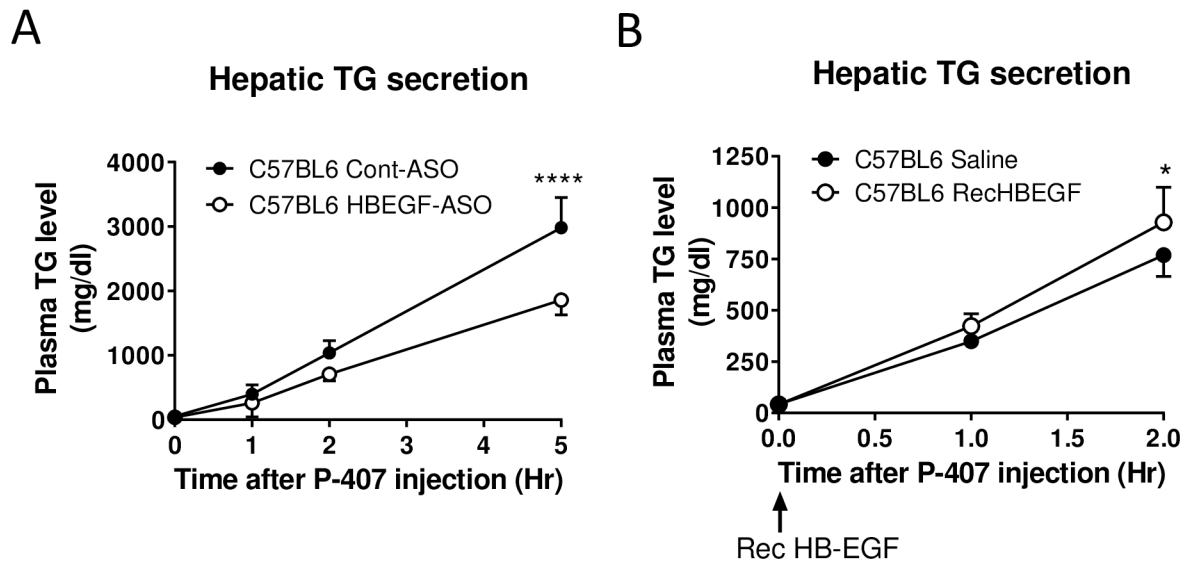 A
Hepatic TG secretion
C57BL6 Cont-ASO
C57BL6 HBEGF-ASO
****
4000
3000
2000
1000
0
Plasma TG level
(mg/dl)
0 1 2 3 4 5
Time after P-407 injection (Hr)
B
Hepatic TG secretion
C57BL6 Saline
C57BL6 RecHBEGF
*
1250
1000
750
500
250
0
Plasma TG level
(mg/dl)
0.0 0.5 1.0 1.5 2.0
Time after P-407 injection (Hr)
Rec HB-EGF